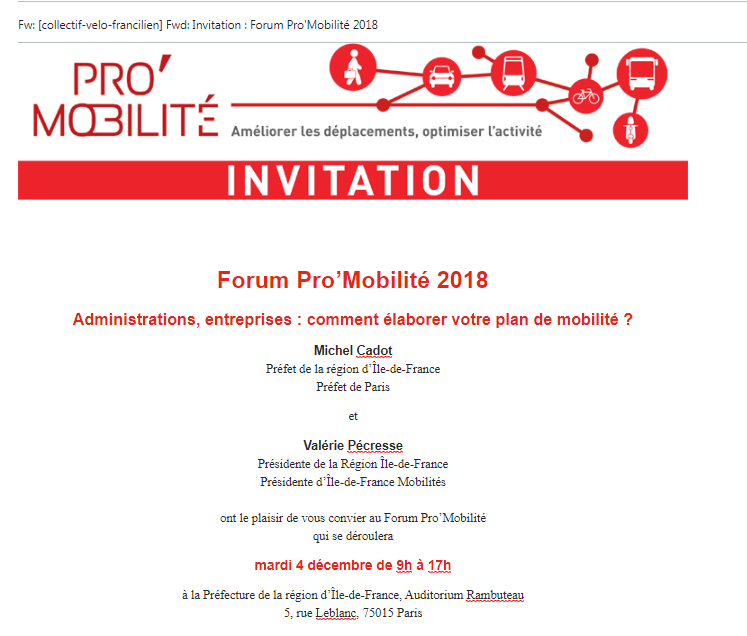 Fw: [collectif-velo-francilien] Fwd: Invitation : Forum Pro'Mobilité 2018
PRO'
MOBILITÉ
Améliorer les déplacements, optimiser l'activité
INVITATION
Forum Pro’Mobilité 2018
Administrations, entreprises : comment élaborer votre plan de mobilité ?
Michel Cadot
Préfet de la région d’Île-de-France
Préfet de Paris
et
Valérie Pécresse
Présidente de la Région Île-de-France
Présidente d’Île-de-France Mobilités
ont le plaisir de vous convier au Forum Pro’Mobilité
qui se déroulera
mardi 4 décembre de 9h à 17h
à la Préfecture de la région d’Île-de-France, Auditorium Rambuteau
5, rue Leblanc, 75015 Paris